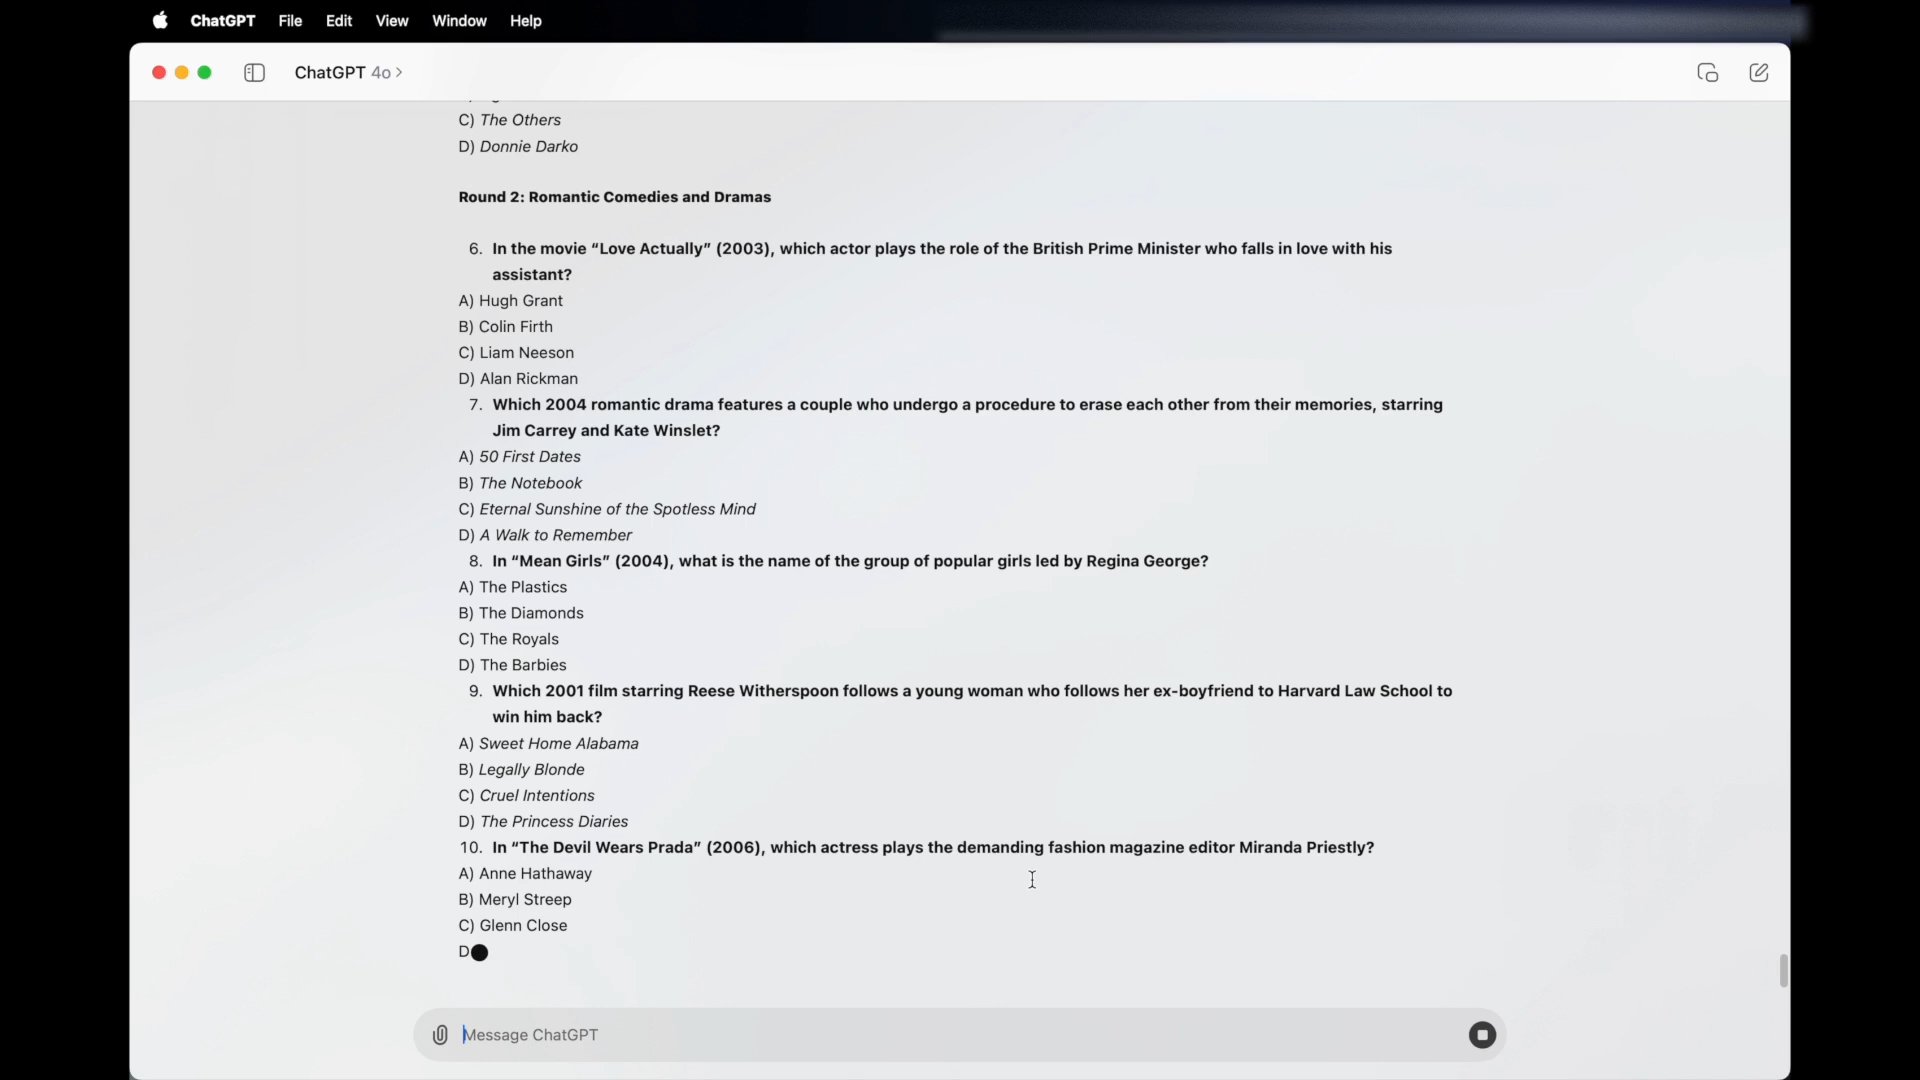 ChatGPT File Edit View Window Help
ChatGPT 4o >
C) The Others
D) Donnie Darko
Round 2: Romantic Comedies and Dramas
6. In the movie “Love Actually” (2003), which actor plays the role of the British Prime Minister who falls in love with his
assistant?
A) Hugh Grant
B) Colin Firth
C) Liam Neeson
D) Alan Rickman
7. Which 2004 romantic drama features a couple who undergo a procedure to erase each other from their memories, starring
Jim Carrey and Kate Winslet?
A) 50 First Dates
B) The Notebook
C) Eternal Sunshine of the Spotless Mind
D) A Walk to Remember
8. In “Mean Girls” (2004), what is the name of the group of popular girls led by Regina George?
A) The Plastics
B) The Diamonds
C) The Royals
D) The Barbies
9. Which 2001 film starring Reese Witherspoon follows a young woman who follows her ex-boyfriend to Harvard Law School to
win him back?
A) Sweet Home Alabama
B) Legally Blonde
C) Cruel Intentions
D) The Princess Diaries
10. In “The Devil Wears Prada” (2006), which actress plays the demanding fashion magazine editor Miranda Priestly?
A) Anne Hathaway
B) Meryl Streep
C) Glenn Close
D
Message ChatGPT